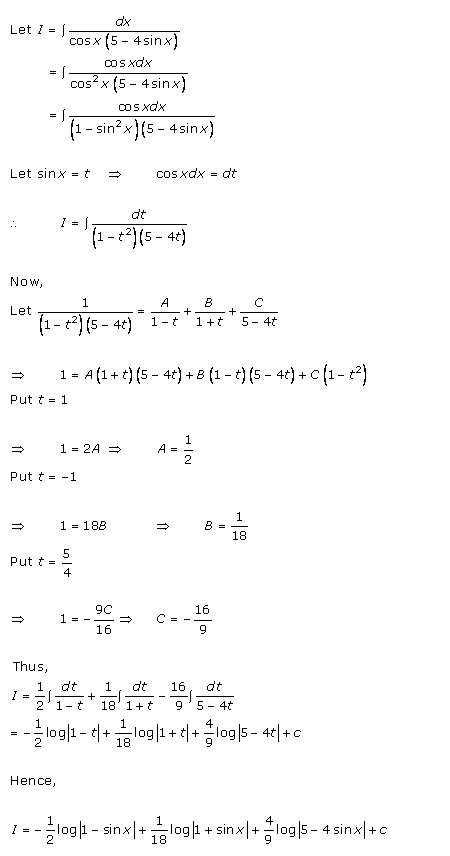 Let I = ∫ dx / (cos x (5 − 4 sin x))
= ∫ cos x dx / (cos² x (5 − 4 sin x))
= ∫ cos x dx / ((1 − sin² x)(5 − 4 sin x))
Let sin x = t ⇒ cos x dx = dt
∴ I = ∫ dt / ((1 − t²)(5 − 4t))
Now,
Let 1 / ((1 − t²)(5 − 4t)) = A/(1 − t) + B/(1 + t) + C/(5 − 4t)
⇒ 1 = A(1 + t)(5 − 4t) + B(1 − t)(5 − 4t) + C(1 − t²)
Put t = 1
⇒ 1 = 2A ⇒ A = 1/2
Put t = −1
⇒ 1 = 18B ⇒ B = 1/18
Put t = 5/4
⇒ 1 = − 9C/16 ⇒ C = − 16/9
Thus,
I = 1/2 ∫ dt/(1 − t) + 1/18 ∫ dt/(1 + t) − 16/9 ∫ dt/(5 − 4t)
= − 1/2 log|1 − t| + 1/18 log|1 + t| + 4/9 log|5 − 4t| + c
Hence,
I = − 1/2 log|1 − sin x| + 1/18 log|1 + sin x| + 4/9 log|5 − 4 sin x| + c